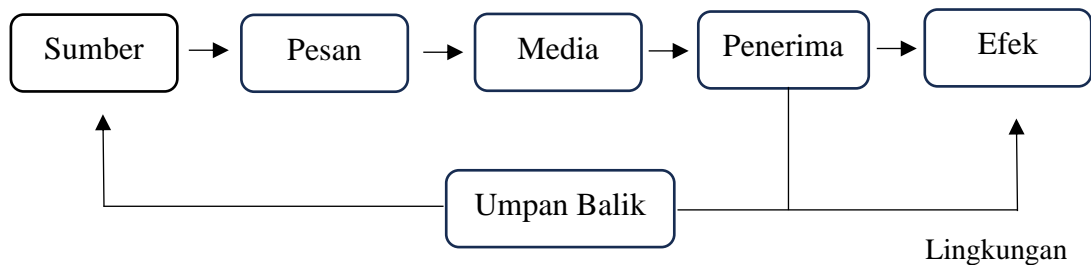 Sumber
Pesan
Media
Penerima
Efek
Umpan Balik
Lingkungan